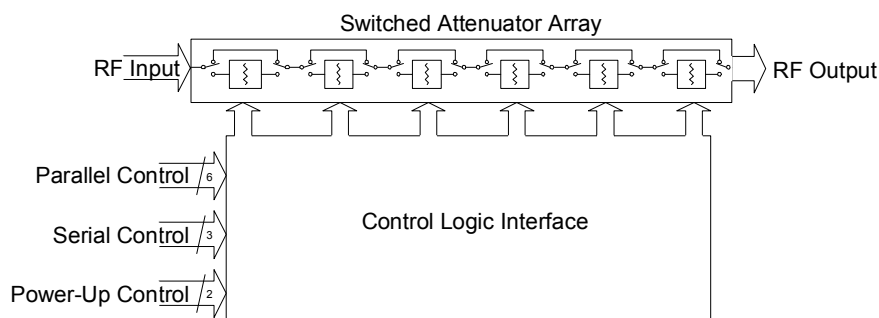 Switched Attenuator Array
RF Input
RF Output
Parallel Control
6
Control Logic Interface
Serial Control
3
Power-Up Control
2